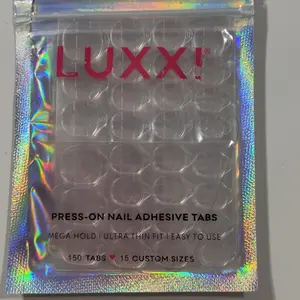 LUXX!
PRESS-ON NAIL ADHESIVE TABS
MEGA HOLD | ULTRA THIN FIT | EASY TO USE
150 TABS ♥ 15 CUSTOM SIZES